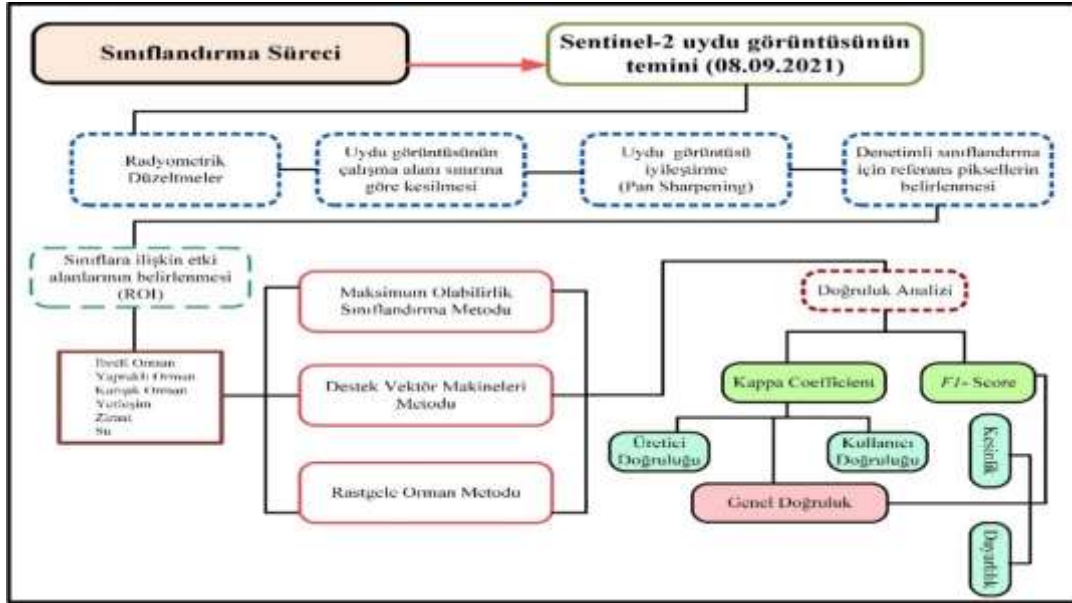 Sınıflandırma Süreci
Sentinel-2 uydu görüntüsünün
temini (08.09.2021)
Radyometrik
Düzeltmeler
Uydu görüntüsünün
çalışma alanı sınırına
göre kesilmesi
Uydu görüntüsü
iyileştirme
(Pan Sharpening)
Denetimli sınıflandırma
için referans piksellerin
belirlenmesi
Sınıflara ilişkin etki
alanlarının belirlenmesi
(ROI)
İbreli Orman
Yapraklı Orman
Karışık Orman
Yerleşim
Ziraat
Su
Maksimum Olabilirlik
Sınıflandırma Metodu
Destek Vektör Makineleri
Metodu
Rastgele Orman Metodu
Doğruluk Analizi
Kappa Coefficient
F1- Score
Üretici
Doğruluğu
Kullanıcı
Doğruluğu
Genel Doğruluk
Kesinlik
Duyarlılık